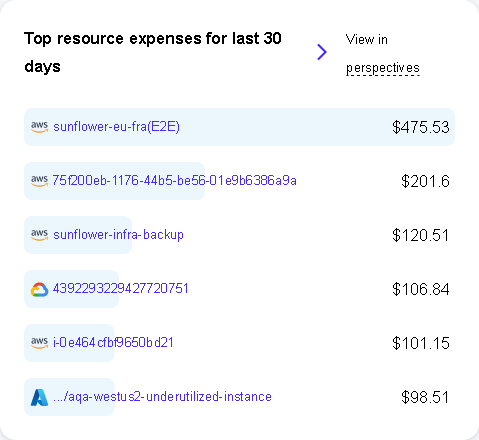 Top resource expenses for last 30
days
View in
perspectives
aws sunflower-eu-fra(E2E) $475.53
aws 75f200eb-1176-44b5-be56-01e9b6386a9a $201.6
aws sunflower-infra-backup $120.51
4392293229427720751 $106.84
aws i-0e464cfbf9650bd21 $101.15
.../aqa-westus2-underutilized-instance $98.51